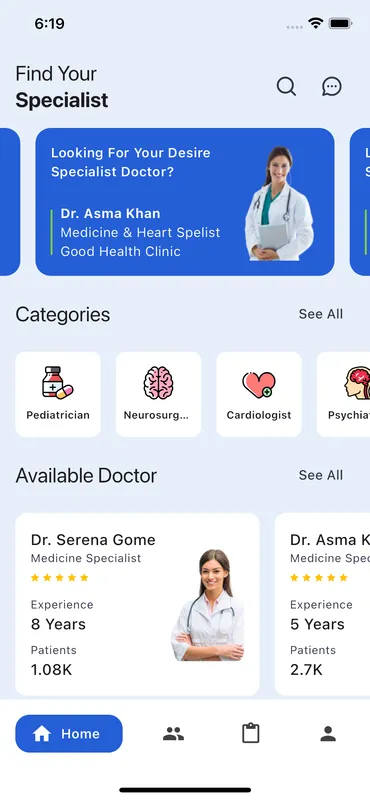 6:19
Find Your
Specialist
Looking For Your Desire
Specialist Doctor?
Dr. Asma Khan
Medicine & Heart Spelist
Good Health Clinic
L
S
Categories
See All
Pediatrician
Neurosurg...
Cardiologist
Psychia
Available Doctor
See All
Dr. Serena Gome
Medicine Specialist
Experience
8 Years
Patients
1.08K
Dr. Asma K
Medicine Spec
Experience
5 Years
Patients
2.7K
Home